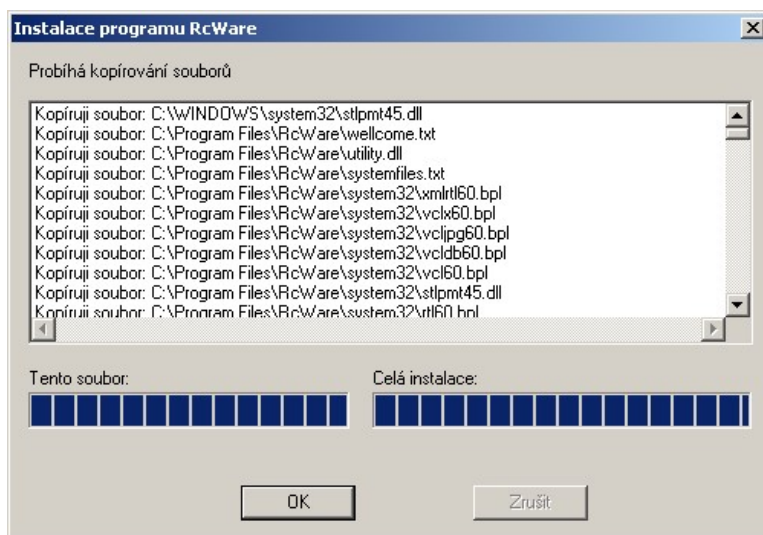 Instalace programu RcWare
Probíhá kopírování souborů
Kopíruji soubor: C:\WINDOWS\system32\stlpmt45.dll
Kopíruji soubor: C:\Program Files\RcWare\wellcome.txt
Kopíruji soubor: C:\Program Files\RcWare\utility.dll
Kopíruji soubor: C:\Program Files\RcWare\systemfiles.txt
Kopíruji soubor: C:\Program Files\RcWare\system32\xmlrtl60.bpl
Kopíruji soubor: C:\Program Files\RcWare\system32\vclx60.bpl
Kopíruji soubor: C:\Program Files\RcWare\system32\vcljpg60.bpl
Kopíruji soubor: C:\Program Files\RcWare\system32\vcldb60.bpl
Kopíruji soubor: C:\Program Files\RcWare\system32\vcl60.bpl
Kopíruji soubor: C:\Program Files\RcWare\system32\stlpmt45.dll
Kopíruji soubor: C:\Program Files\RcWare\system32\rtl60.bpl
Tento soubor:
Celá instalace:
OK
Zrušit